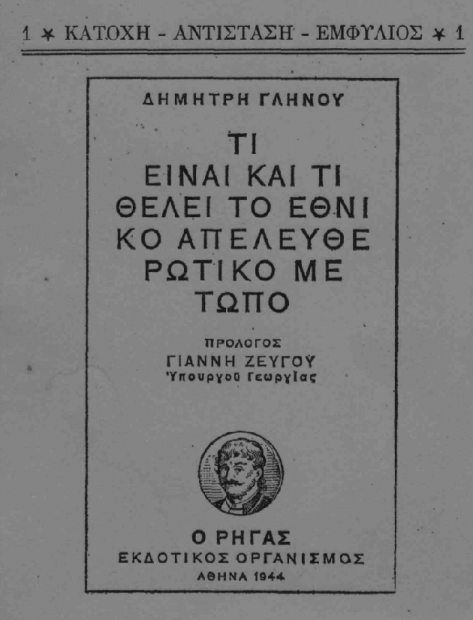 1 ★ ΚΑΤΟΧΗ - ΑΝΤΙΣΤΑΣΗ - ΕΜΦΥΛΙΟΣ ★ 1
ΔΗΜΗΤΡΗ ΓΛΗΝΟΥ
ΤΙ
ΕΙΝΑΙ ΚΑΙ ΤΙ
ΘΕΛΕΙ ΤΟ ΕΘΝΙ
ΚΟ ΑΠΕΛΕΥΘΕ
ΡΩΤΙΚΟ ΜΕ
ΤΩΠΟ
ΠΡΟΛΟΓΟΣ
ΓΙΑΝΝΗ ΖΕΥΓΟΥ
Ὑπουργοῦ Γεωργίας
Ο ΡΗΓΑΣ
ΕΚΔΟΤΙΚΟΣ ΟΡΓΑΝΙΣΜΟΣ
ΑΘΗΝΑ 1944